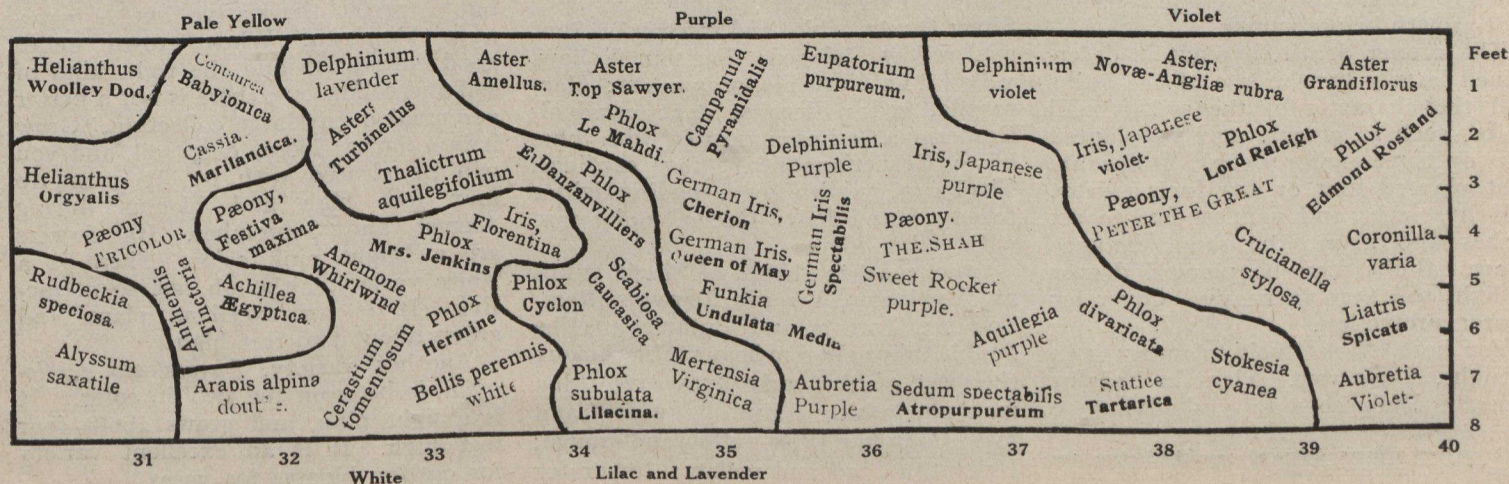 Pale Yellow
Purple
Violet
Feet
1
2
3
4
5
6
7
8
Helianthus
Woolley Dod.
Centaurea
Babylonica
Cassia
Marilandica.
Helianthus
Orgyalis
Pæony
TRICOLOR
Anthemis
Tinctoria
Rudbeckia
speciosa.
Alyssum
saxatile
Delphinium
lavender
Aster
Turbinellus
Thalictrum
aquilegifolium
Pæony,
Festiva
maxima
Achillea
Ægyptica.
Anemone
Whirlwind
Phlox
Mrs. Jenkins
Iris,
Florentina
Phlox
Hermine
Phlox
Cyclon
Arabis alpina
Cerastium
tomentosum
Bellis perennis
white
Aster
Amellus.
Aster
Top Sawyer.
Phlox
Le Mahdi.
Campanula
Pyramidalis
Eupatorium
purpureum.
Phlox
E. Danzanvilliers
Scabiosa
Caucasica
Phlox
subulata
Lilacina.
Mertensia
Virginica
German Iris,
Cherion
German Iris.
Queen of May
Funkia
Undulata Media
Delphinium.
Purple
German Iris
Spectabilis
Iris, Japanese
purple
Pæony.
THE SHAH
Sweet Rocket
purple.
Aquilegia
purple
Aubretia
Purple
Sedum spectabilis
Atropurpureum
Phlox
divaricata
Statice
Tartarica
Stokesia
cyanea
Delphinium
violet
Aster
Novæ-Angliæ rubra
Aster
Grandiflorus
Iris, Japanese
violet-
Phlox
Lord Raleigh
Phlox
Edmond Rostand
Pæony,
PETER THE GREAT
Crucianella
stylosa.
Coronilla
varia
Liatris
Spicata
Aubretia
Violet-
31
32
33
34
35
36
37
38
39
40
White
Lilac and Lavender